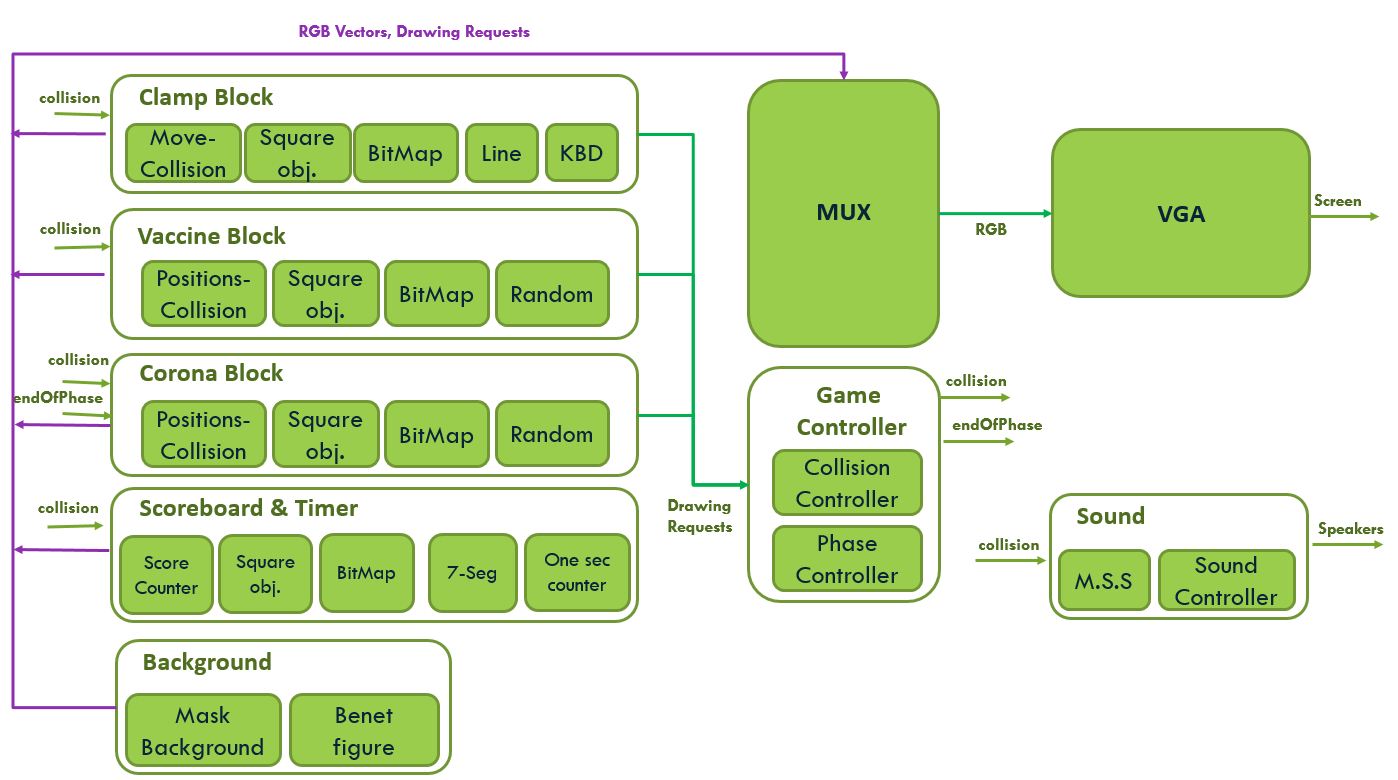 RGB Vectors, Drawing Requests
collision
Clamp Block
Move-
Collision
Square
obj.
BitMap
Line
KBD
collision
Vaccine Block
Positions-
Collision
Square
obj.
BitMap
Random
collision
endOfPhase
Corona Block
Positions-
Collision
Square
obj.
BitMap
Random
collision
Scoreboard & Timer
Score
Counter
Square
obj.
BitMap
7-Seg
One sec
counter
Background
Mask
Background
Benet
figure
MUX
RGB
VGA
Screen
Drawing
Requests
Game
Controller
Collision
Controller
Phase
Controller
collision
endOfPhase
collision
Sound
M.S.S
Sound
Controller
Speakers